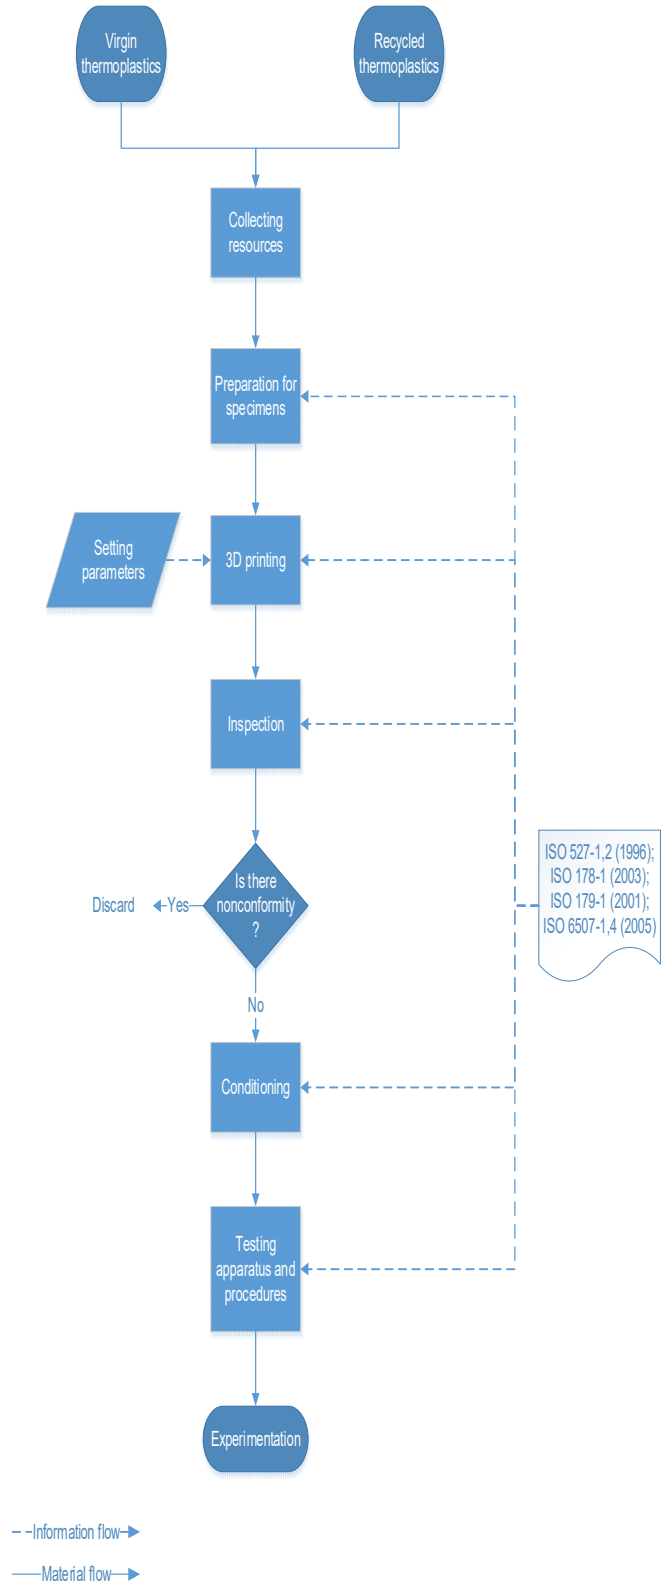 Virgin
thermoplastics
Recycled
thermoplastics
Collecting
resources
Preparation for
specimens
Setting
parameters
3D printing
Inspection
Is there
nonconformity
?
Yes
Discard
No
ISO 527-1,2 (1996);
ISO 178-1 (2003);
ISO 179-1 (2001);
ISO 6507-1,4 (2005)
Conditioning
Testing
apparatus and
procedures
Experimentation
Information flow
Material flow